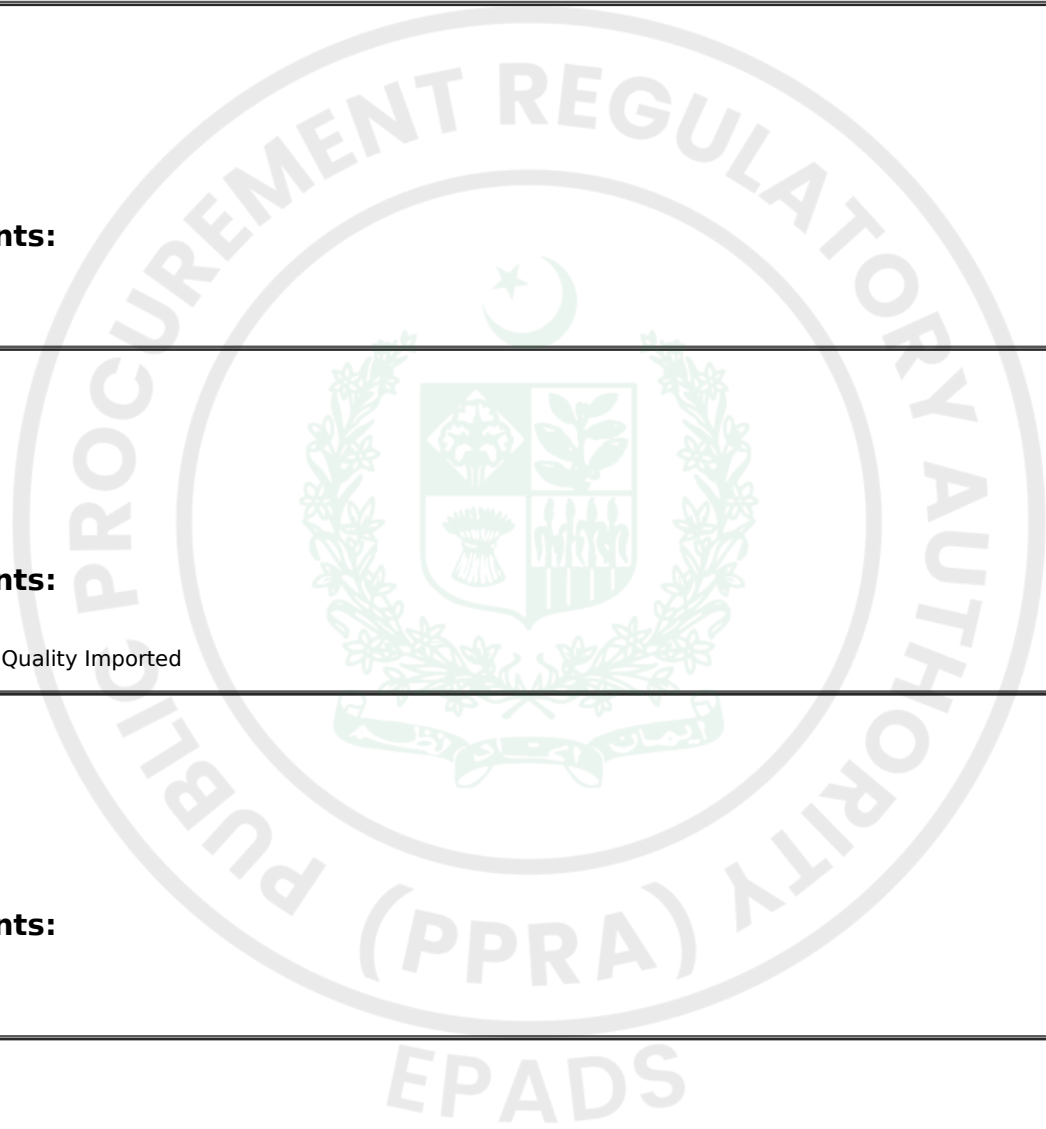 PUBLIC PROCUREMENT REGULATORY AUTHORITY
nts:
nts:
Quality Imported
nts:
(PPRA)
EPADS